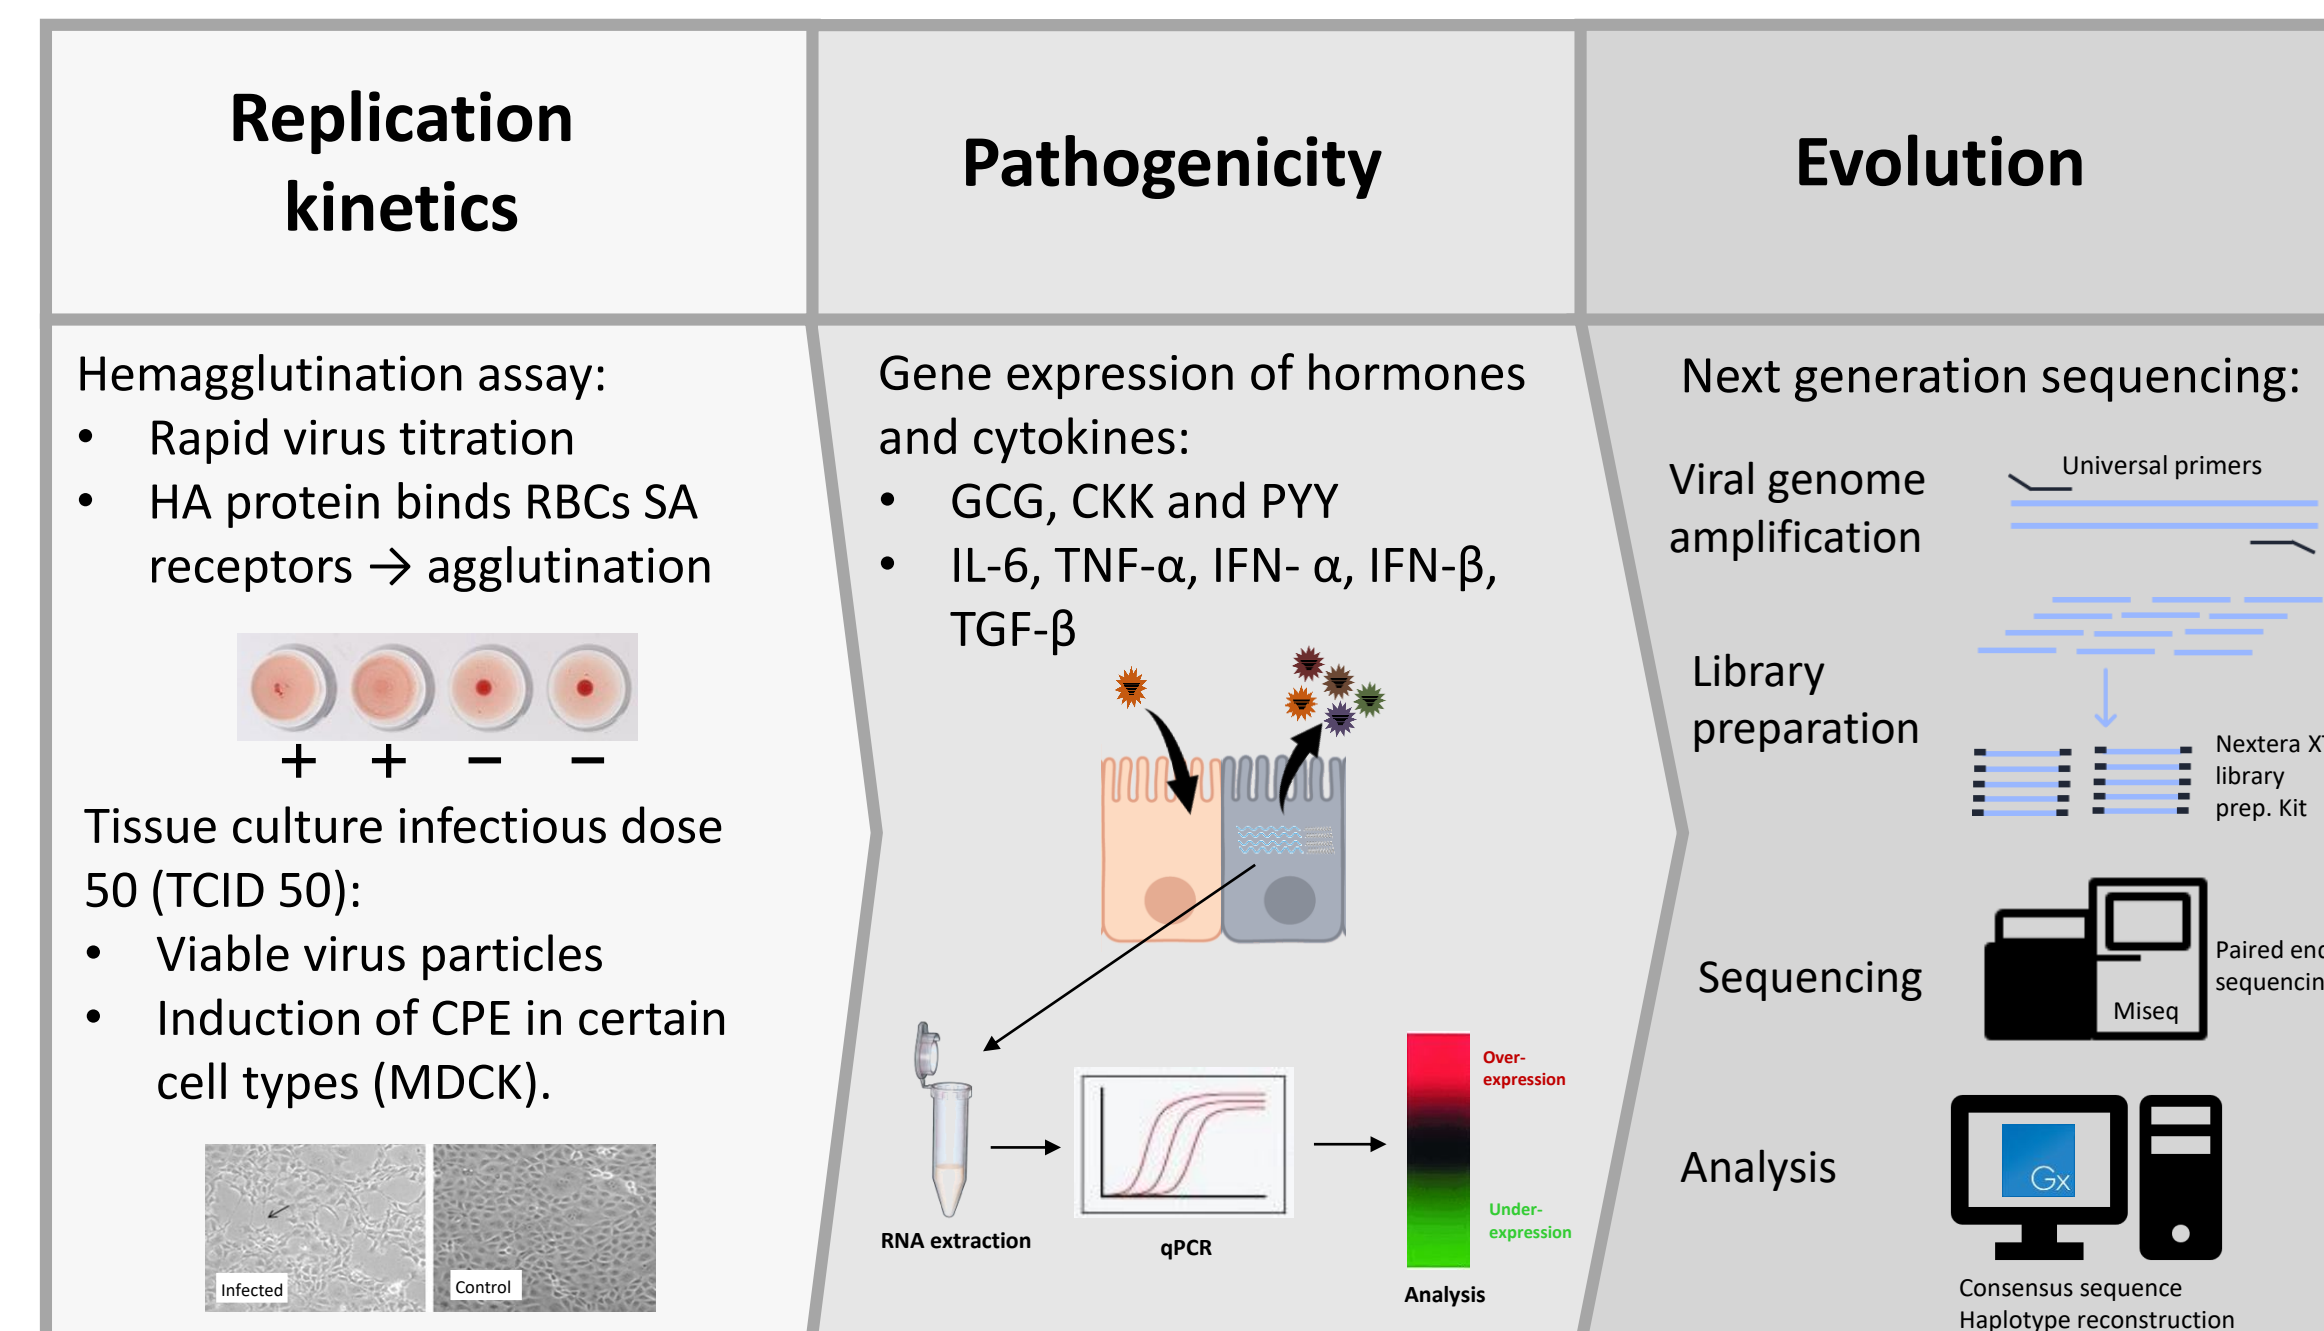 Replication
kinetics
Pathogenicity
Evolution
Hemagglutination assay:
• Rapid virus titration
• HA protein binds RBCs SA
receptors → agglutination
+ + − −
Tissue culture infectious dose
50 (TCID 50):
• Viable virus particles
• Induction of CPE in certain
cell types (MDCK).
Infected
Control
Gene expression of hormones
and cytokines:
• GCG, CKK and PYY
• IL-6, TNF-α, IFN- α, IFN-β,
TGF-β
RNA extraction
qPCR
Over-
expression
Under-
expression
Analysis
Next generation sequencing:
Viral genome
amplification
Universal primers
Library
preparation
Nextera
library
prep. Kit
Sequencing
Miseq
Paired
Analysis
Gx
Consensus sequence
Haplotype reconstruction